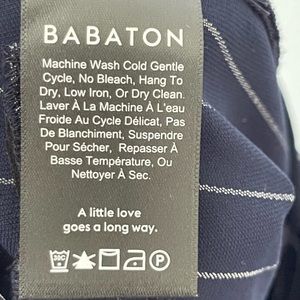 BABATON
Machine Wash Cold Gentle
Cycle, No Bleach, Hang To
Dry, Low Iron, Or Dry Clean.
Laver À La Machine À L'eau
Froide Au Cycle Délicat, Pas
De Blanchiment, Suspendre
Pour Sécher, Repasser À
Basse Température, Ou
Nettoyer À Sec.
A little love
goes a long way.
30C P